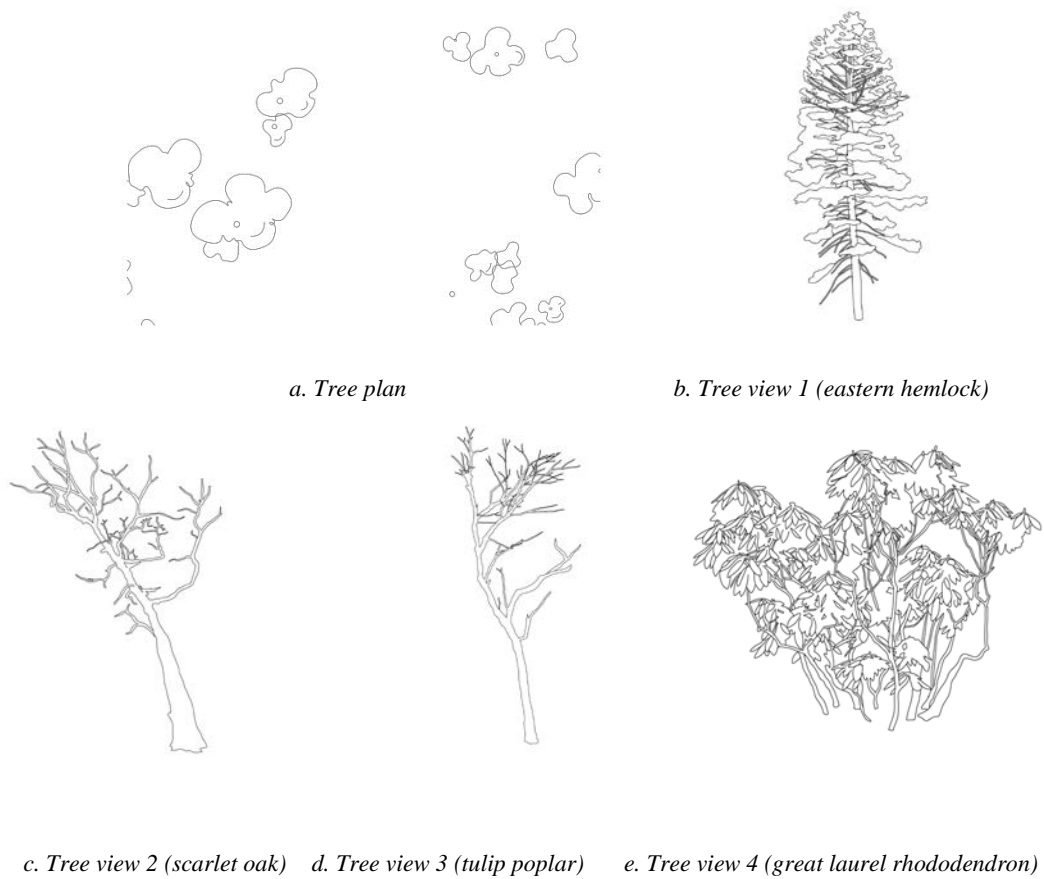 a. Tree plan
b. Tree view 1 (eastern hemlock)
c. Tree view 2 (scarlet oak)
d. Tree view 3 (tulip poplar)
e. Tree view 4 (great laurel rhododendron)